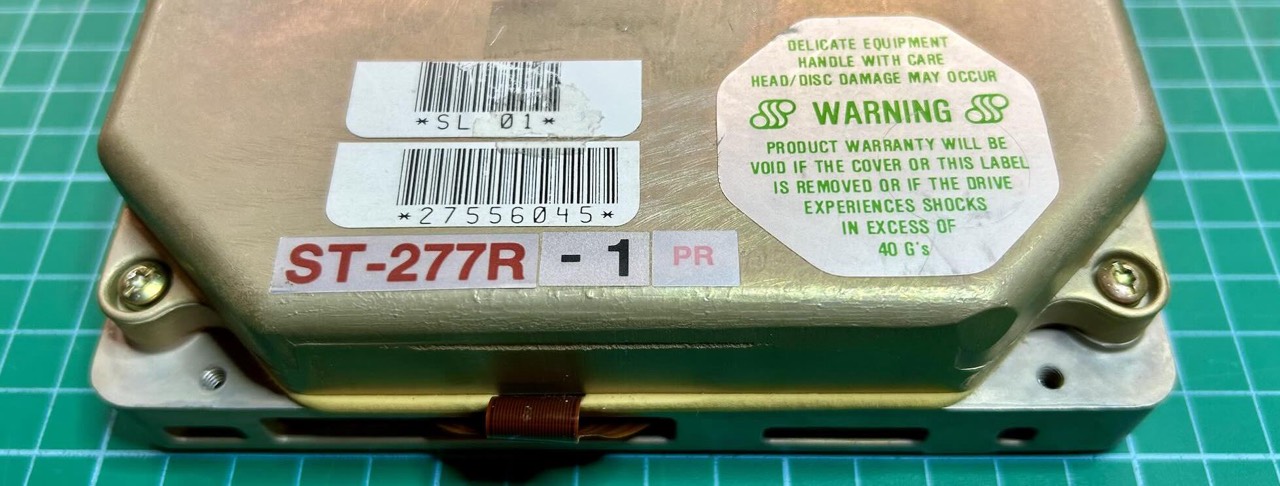 *SL 01*
*27556045*
ST-277R - 1 PR
DELICATE EQUIPMENT
HANDLE WITH CARE
HEAD/DISC DAMAGE MAY OCCUR
WARNING
PRODUCT WARRANTY WILL BE
VOID IF THE COVER OR THIS LABEL
IS REMOVED OR IF THE DRIVE
EXPERIENCES SHOCKS
IN EXCESS OF
40 G's